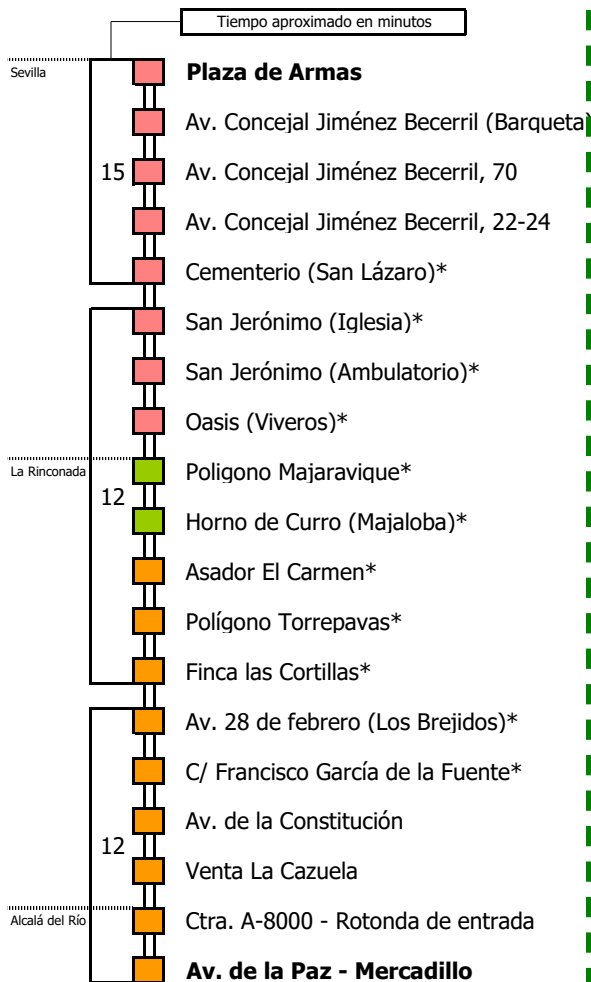 Tiempo aproximado en minutos
Sevilla
Plaza de Armas
Av. Concejal Jiménez Becerril (Barqueta)
15
Av. Concejal Jiménez Becerril, 70
Av. Concejal Jiménez Becerril, 22-24
Cementerio (San Lázaro)*
San Jerónimo (Iglesia)*
San Jerónimo (Ambulatorio)*
Oasis (Viveros)*
La Rinconada
Poligono Majaravique*
12
Horno de Curro (Majaloba)*
Asador El Carmen*
Polígono Torrepavas*
Finca las Cortillas*
Av. 28 de febrero (Los Brejidos)*
C/ Francisco García de la Fuente*
Av. de la Constitución
12
Venta La Cazuela
Alcalá del Río
Ctra. A-8000 - Rotonda de entrada
Av. de la Paz - Mercadillo